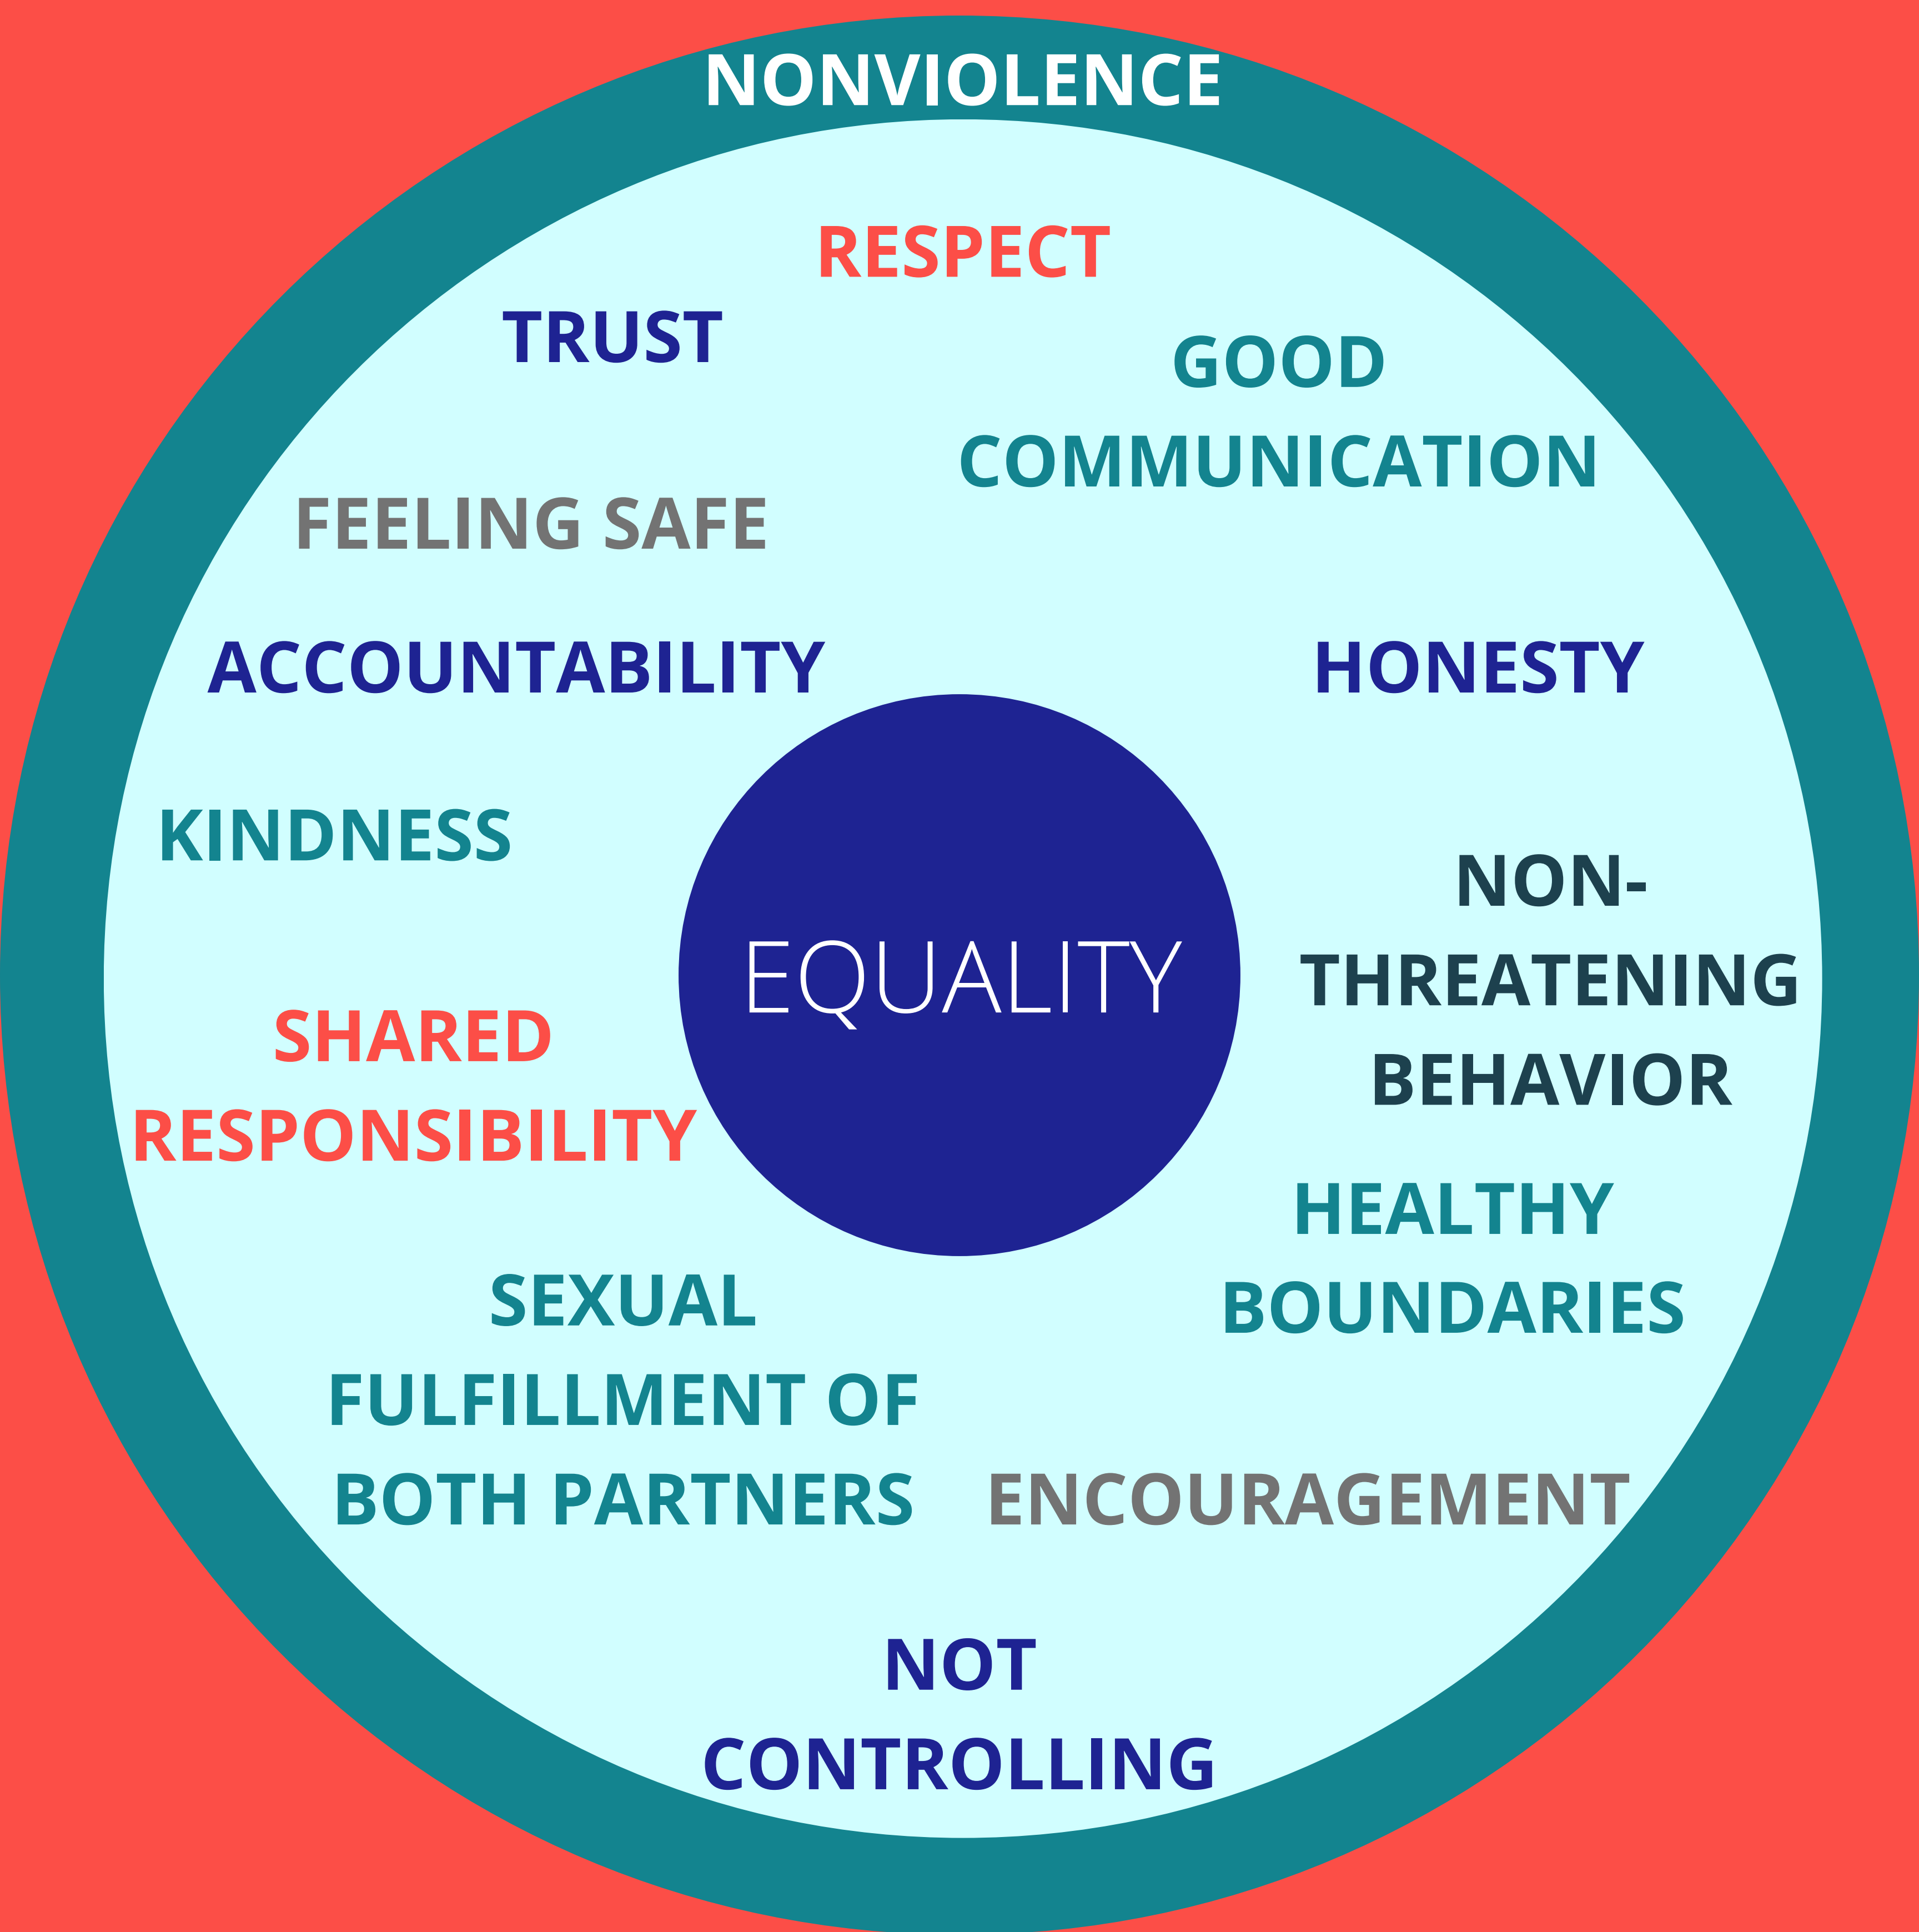 NONVIOLENCE
RESPECT
TRUST
GOOD
COMMUNICATION
FEELING SAFE
ACCOUNTABILITY
HONESTY
KINDNESS
NON-
THREATENING
BEHAVIOR
EQUALITY
SHARED
RESPONSIBILITY
HEALTHY
BOUNDARIES
SEXUAL
FULFILLMENT OF
BOTH PARTNERS
ENCOURAGEMENT
NOT
CONTROLLING